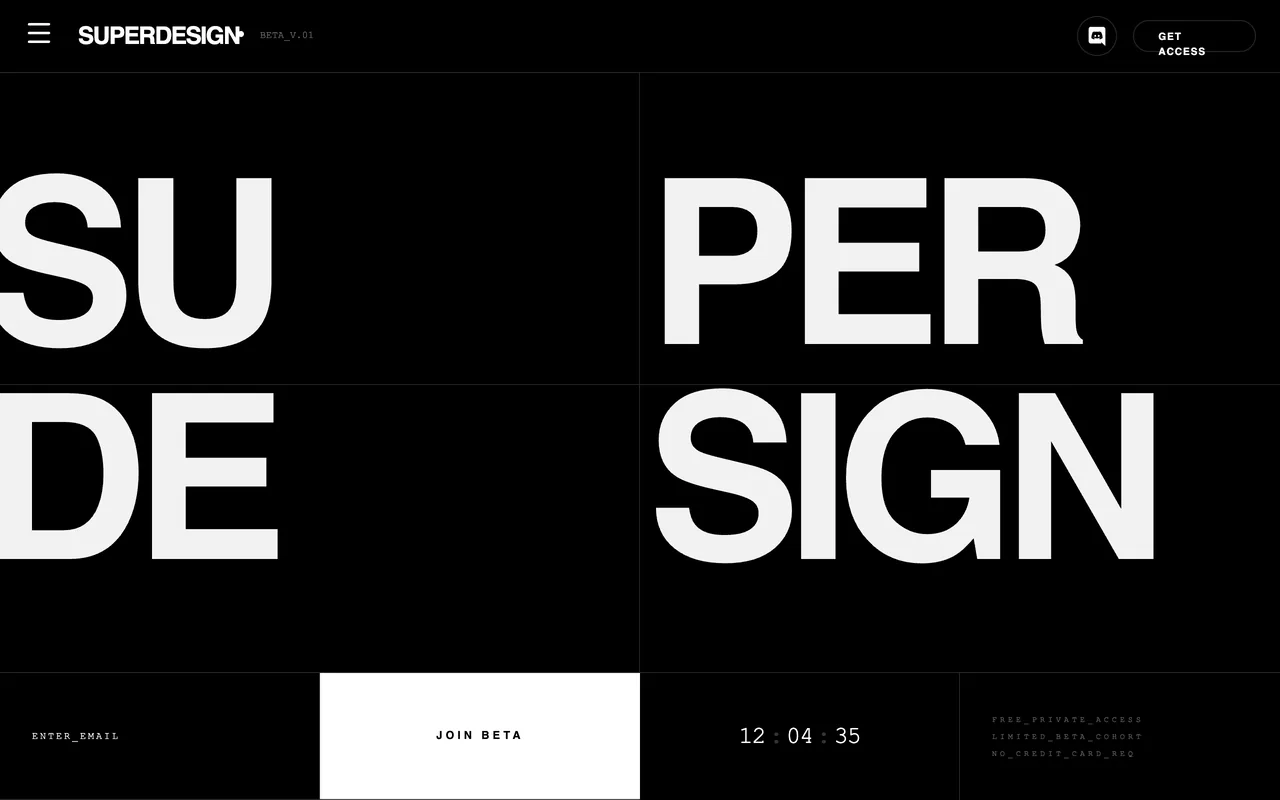 SUPERDESIGN
BETA_V.01
GET
ACCESS
SU
PER
DE
SIGN
ENTER_EMAIL
JOIN BETA
12:04:35
FREE_PRIVATE_ACCESS
LIMITED_BETA_COHORT
NO_CREDIT_CARD_REQ